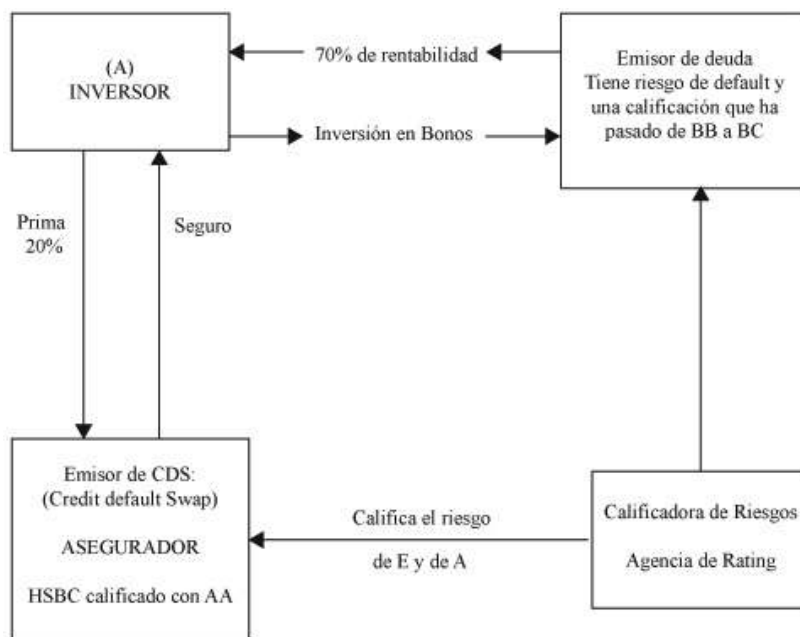 (A)
INVERSOR
70% de rentabilidad
Inversión en Bonos
Emisor de deuda
Tiene riesgo de default y
una calificación que ha
pasado de BB a BC
Prima
20%
Seguro
Emisor de CDS:
(Credit default Swap)
ASEGURADOR
HSBC calificado con AA
Califica el riesgo
de E y de A
Calificadora de Riesgos
Agencia de Rating